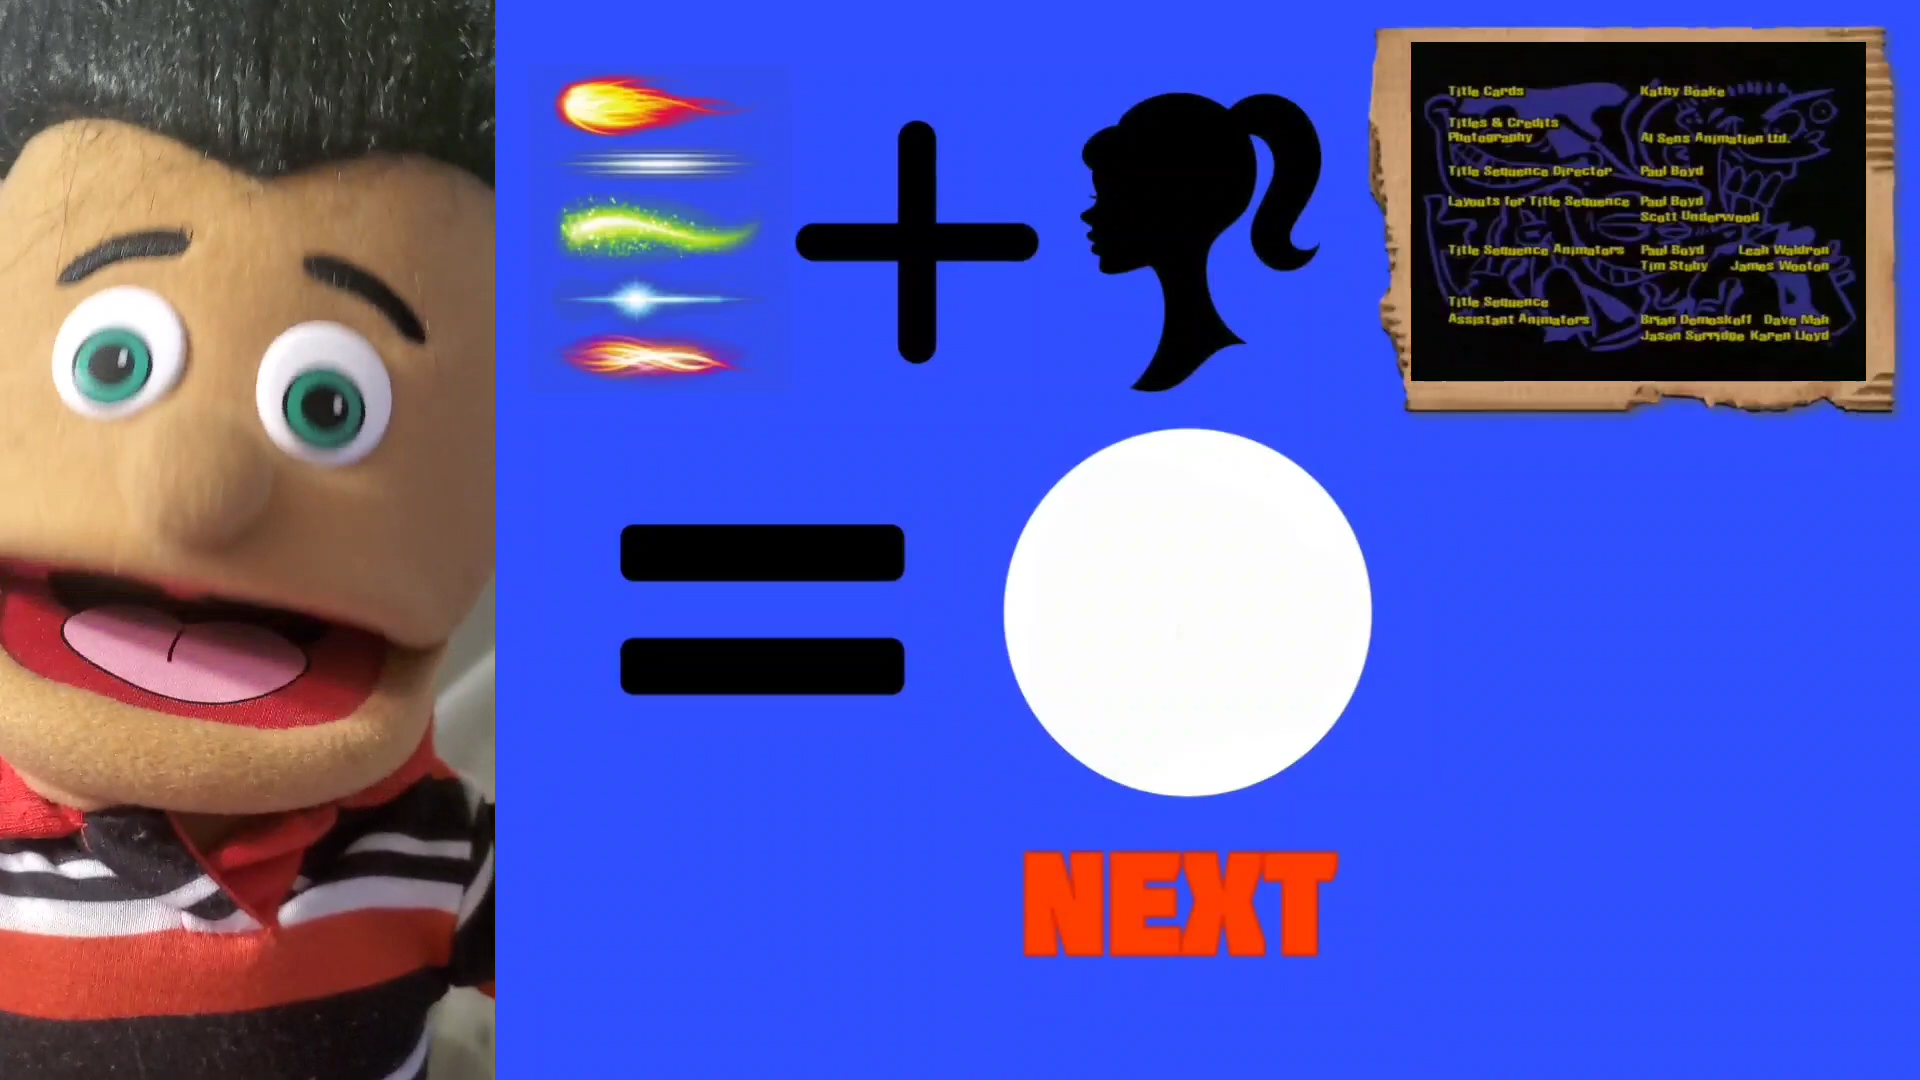 Title Cards Kathy Boake
Titles & Credits
Photography Al Sens Animation Ltd.
Title Sequence Director Paul Boyd
Layouts for Title Sequence Paul Boyd
Scott Underwood
Title Sequence Animators Paul Boyd Leah Waldron
Tim Stuby James Wooton
Title Sequence
Assistant Animators Brian Demoskoff Dave Mah
Jason Surridge Karen Lloyd
NEXT